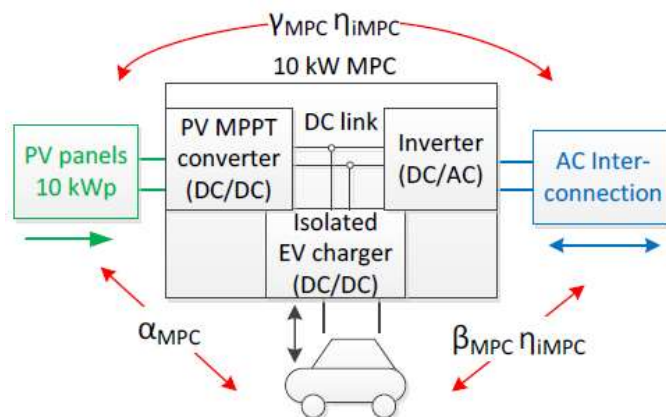 γMPC ηiMPC
10 kW MPC
PV panels
10 kWp
PV MPPT
converter
(DC/DC)
DC link
Inverter
(DC/AC)
AC Inter-
connection
Isolated
EV charger
(DC/DC)
αMPC
βMPC ηiMPC